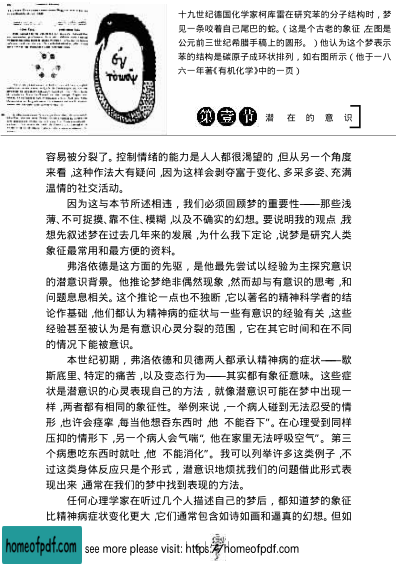 十九世纪德国化学家柯库雷在研究苯的分子结构时，梦
见一条咬着自己尾巴的蛇。（这是个古老的象征，左图是
公元前三世纪希腊手稿上的圆形。）他认为这个梦表示
苯的结构是碳原子成环状排列，如右图所示（他于一八
六一年著《有机化学》中的一页）
第壹节 潜在的意识
容易被分裂了。控制情绪的能力是人人都很渴望的，但从另一个角度
来看，这种作法大有疑问，因为这样会剥夺富于变化、多采多姿、充满
温情的社交活动。
因为这与本节所述相违，我们必须回顾梦的重要性——那些浅
薄、不可捉摸、靠不住、模糊，以及不确实的幻想。要说明我的观点，我
想先叙述梦在过去几年来的发展，为什么我下定论，说梦是研究人类
象征最常用和最方便的资料。
弗洛依德是这方面的先驱，是他最先尝试以经验为主探究意识
的潜意识背景。他推论梦绝非偶然现象，然而却与有意识的思考，和
问题息息相关。这个推论一点也不独断，它以著名的精神科学者的结
论作基础，他们都认为精神病的症状与一些有意识的经验有关，这些
经验甚至被认为是有意识心灵分裂的范围，它在其它时间和在不同
的情况下能被意识。
本世纪初期，弗洛依德和贝德两人都承认精神病的症状——歇
斯底里、特定的痛苦，以及变态行为——其实都有象征意味。这些症
状是潜意识的心灵表现自己的方法，就像潜意识可能在梦中出现一
样，两者都有相同的象征性。举例来说，一个病人碰到无法忍受的情
形，也许会痉挛，每当他想吞东西时，他“不能吞下”。在心理受到同样
压抑的情形下，另一个病人会气喘“，他在家里无法呼吸空气”。第三
个病患吃东西时就吐，他“不能消化”。我可以列举许多这类例子，不
过这类身体反应只是个形式，潜意识地烦扰我们的问题借此形式表
现出来，通常在我们的梦中找到表现的方法。
任何心理学家在听过几个人描述自己的梦后，都知道梦的象征
比精神病症状变化更大，它们通常包含如诗如画和逼真的幻想。但如
homeofpdf.com
see more please visit: https://homeofpdf.com